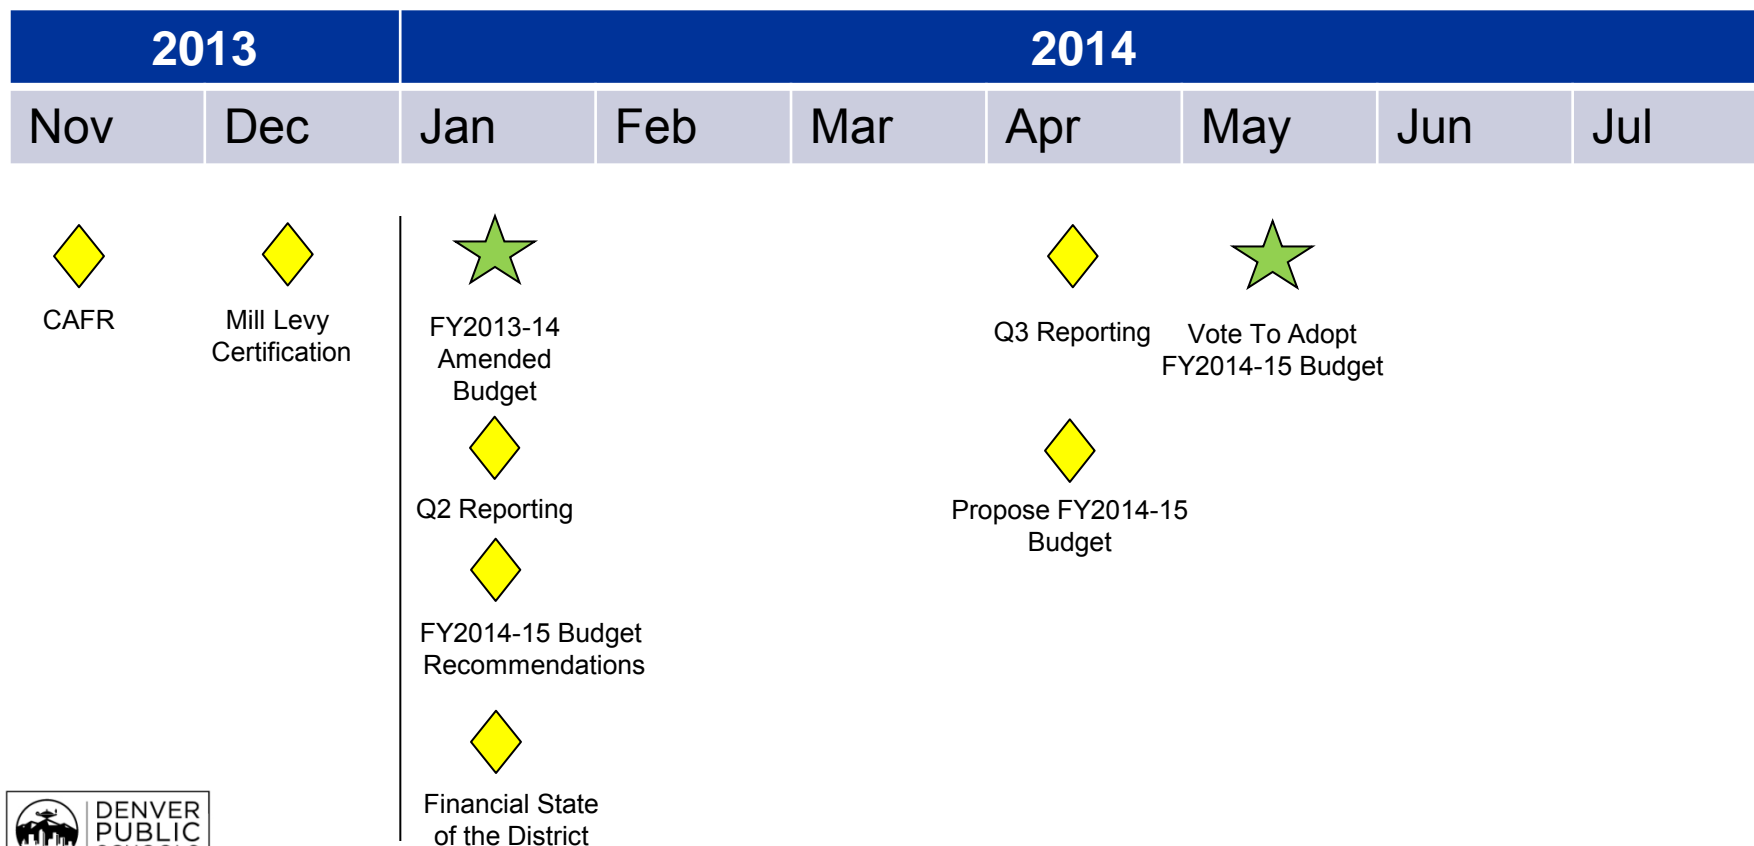 2013
2014
Nov
Dec
Jan
Feb
Mar
Apr
May
Jun
Jul
CAFR
Mill Levy
Certification
FY2013-14
Amended
Budget
Q3 Reporting
Vote To Adopt
FY2014-15 Budget
Q2 Reporting
Propose FY2014-15
Budget
FY2014-15 Budget
Recommendations
Financial State
of the District
DENVER
PUBLIC